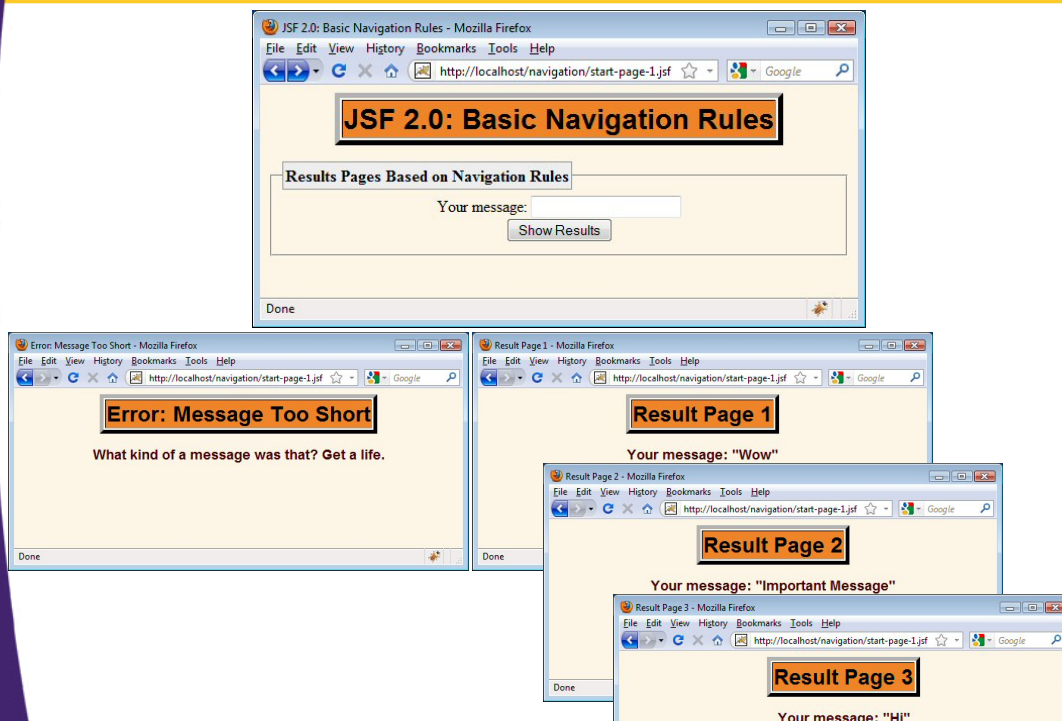 JSF 2.0: Basic Navigation Rules - Mozilla Firefox
File Edit View History Bookmarks Tools Help
http://localhost/navigation/start-page-1.jsf Google
JSF 2.0: Basic Navigation Rules
Results Pages Based on Navigation Rules
Your message:
Show Results
Done
Error: Message Too Short - Mozilla Firefox
File Edit View History Bookmarks Tools Help
http://localhost/navigation/start-page-1.jsf Google
Error: Message Too Short
What kind of a message was that? Get a life.
Done
Result Page 1 - Mozilla Firefox
File Edit View History Bookmarks Tools Help
http://localhost/navigation/start-page-1.jsf Google
Result Page 1
Your message: "Wow"
Done
Result Page 2 - Mozilla Firefox
File Edit View History Bookmarks Tools Help
http://localhost/navigation/start-page-1.jsf Google
Result Page 2
Your message: "Important Message"
Done
Result Page 3 - Mozilla Firefox
File Edit View History Bookmarks Tools Help
http://localhost/navigation/start-page-1.jsf Google
Result Page 3
Your message: "Hi"